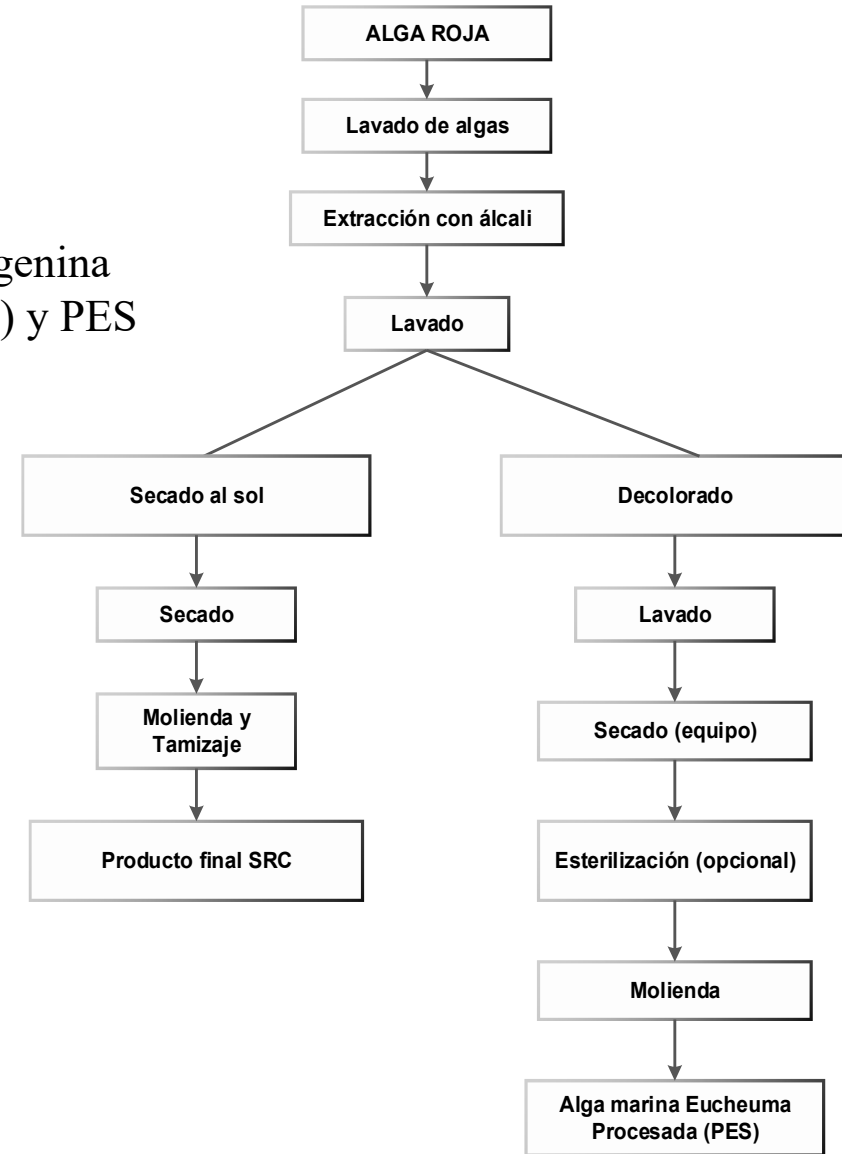 ALGA ROJA
Lavado de algas
Extracción con álcali
genina
) y PES
Lavado
Secado al sol
Secado
Molienda y
Tamizaje
Producto final SRC
Decolorado
Lavado
Secado (equipo)
Esterilización (opcional)
Molienda
Alga marina Eucheuma
Procesada (PES)